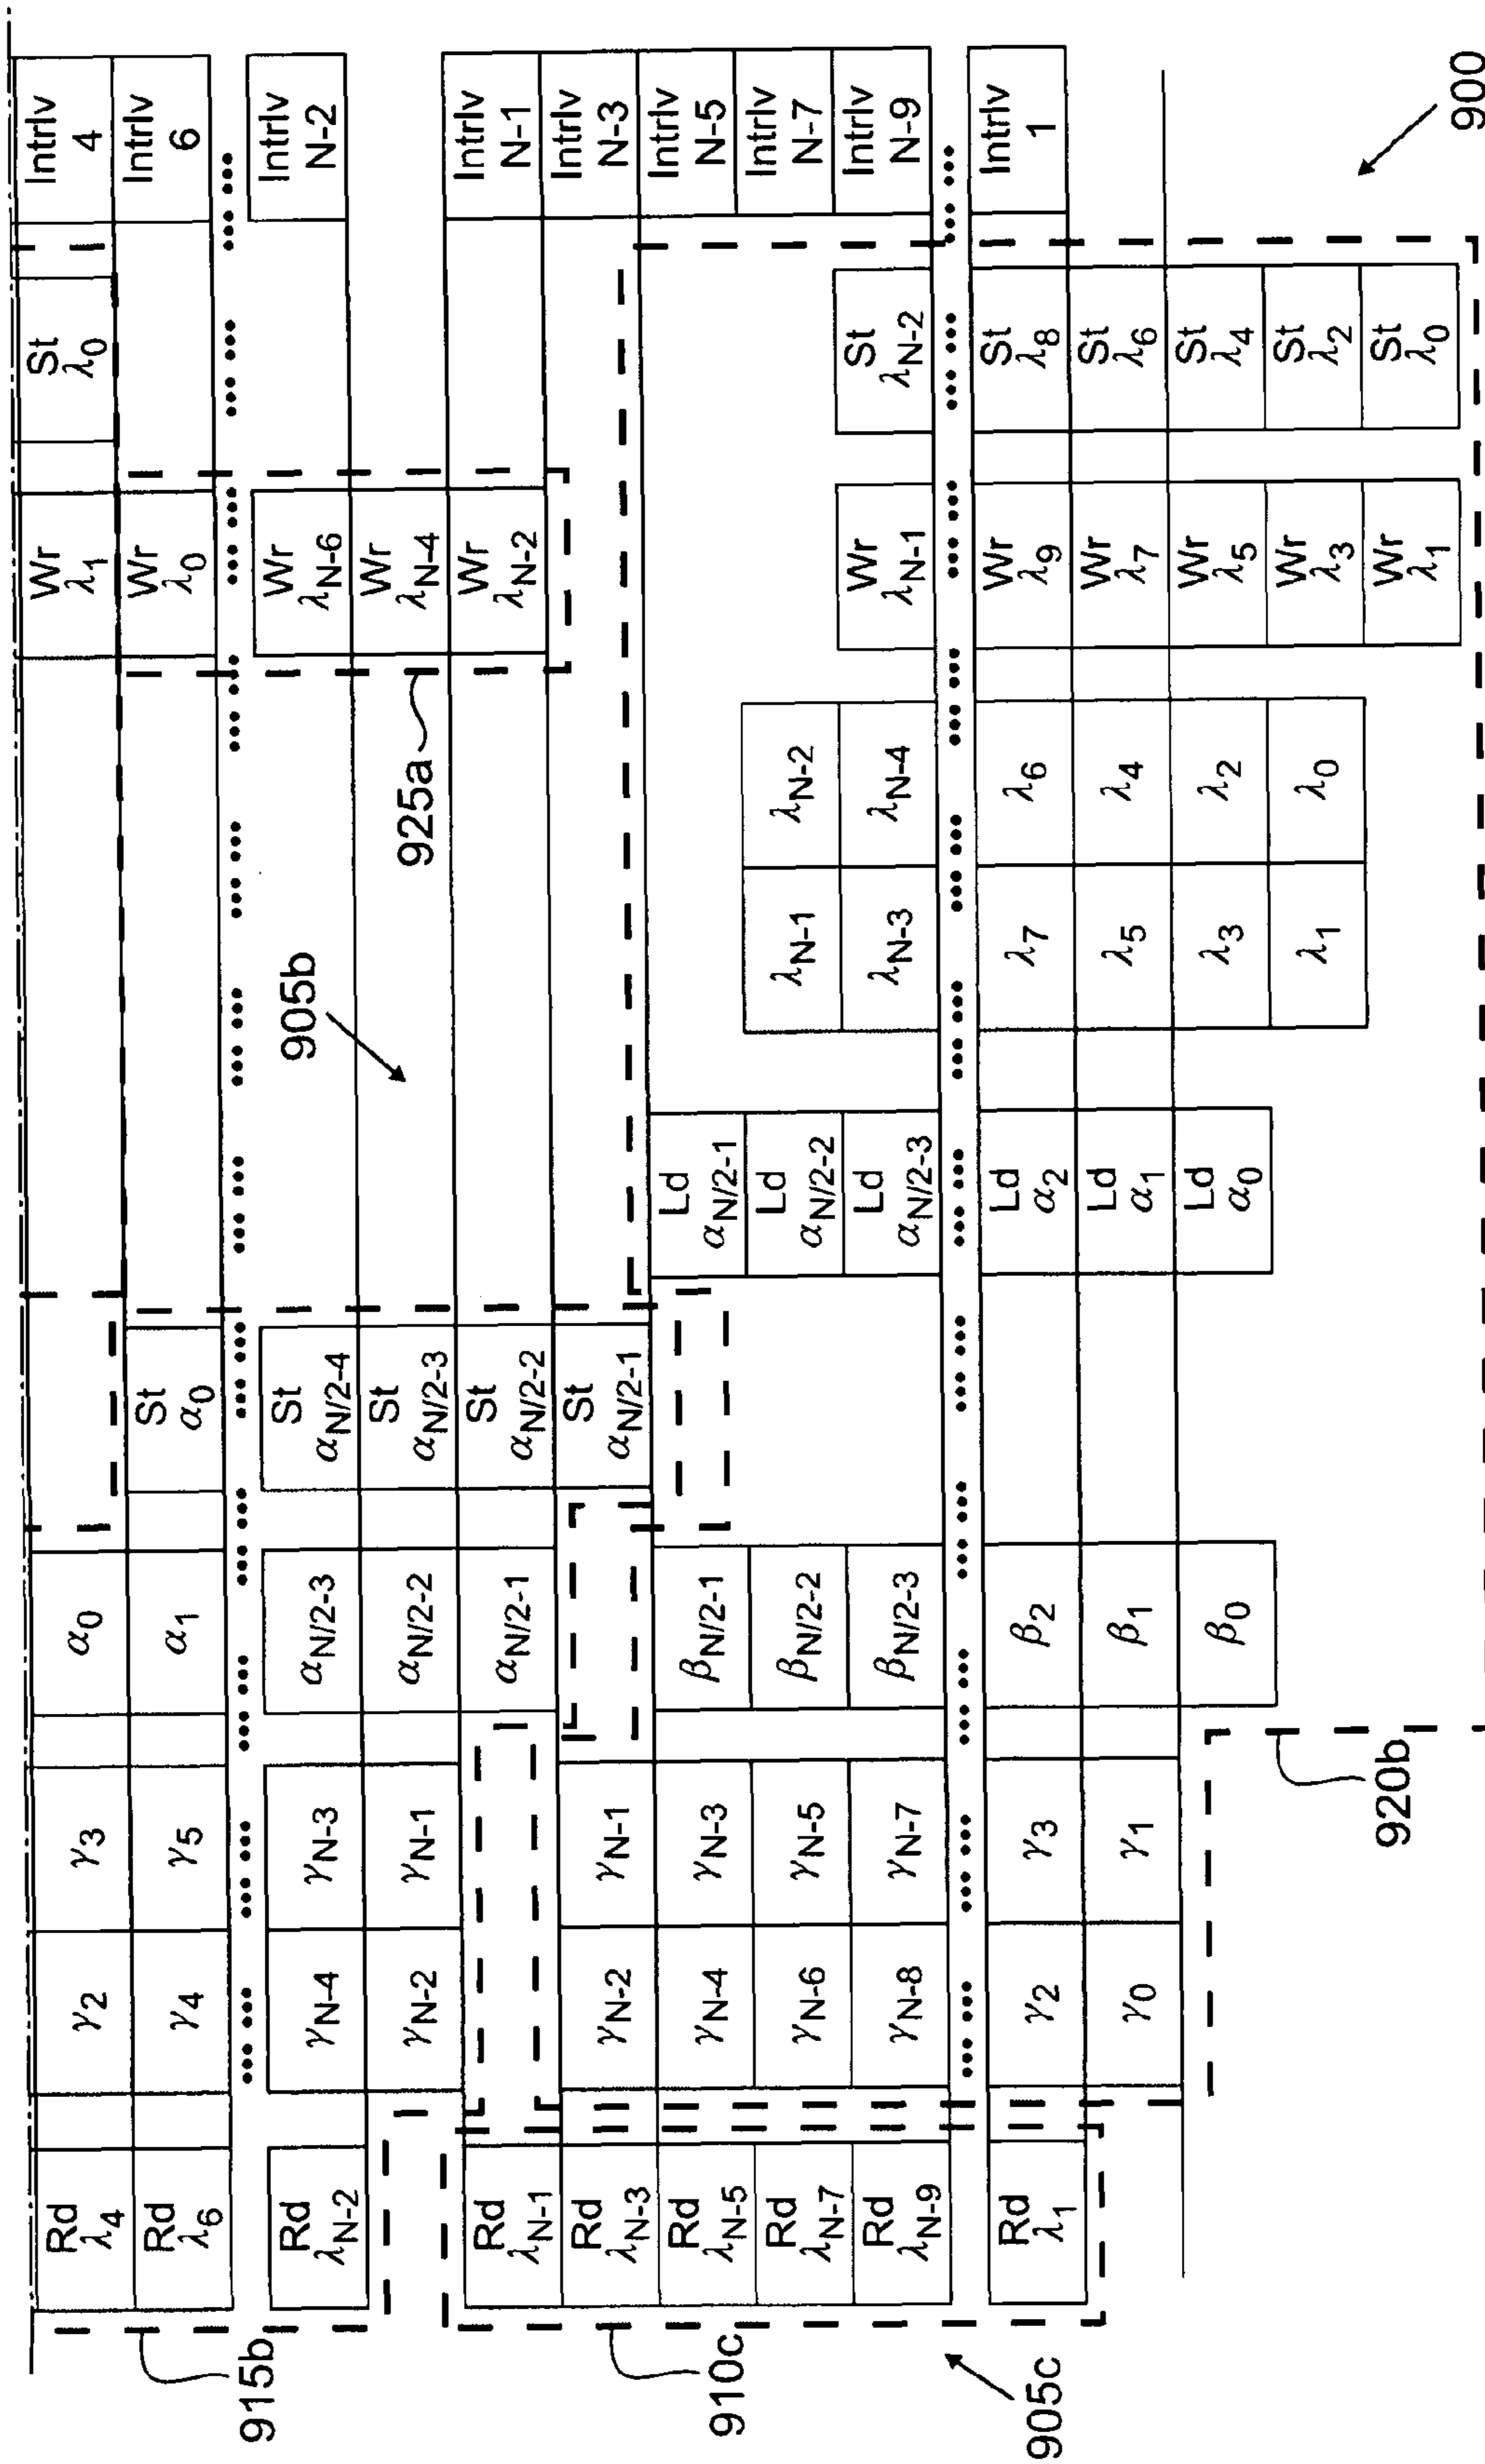 Rd λ4 γ2 γ3 α0 Wr λ1 St λ0 Intrlv 4
915b
Rd λ6 γ4 γ5 α1 St α0 Wr λ0 Intrlv 6
Rd λN-2 γN-4 γN-3 αN/2-3 St αN/2-4 905b Wr λN-6 Intrlv N-2
γN-2 γN-1 αN/2-2 St αN/2-3 925a Wr λN-4
Rd λN-1 αN/2-1 St αN/2-2 Wr λN-2 Intrlv N-1
Rd λN-3 γN-2 γN-1 St αN/2-1 Intrlv N-3
910c
Rd λN-5 γN-4 γN-3 βN/2-1 Ld αN/2-1 Intrlv N-5
Rd λN-7 γN-6 γN-5 βN/2-2 Ld αN/2-2 λN-1 λN-2 Intrlv N-7
Rd λN-9 γN-8 γN-7 βN/2-3 Ld αN/2-3 λN-3 λN-4 Wr λN-1 St λN-2 Intrlv N-9
905c
Rd λ1 γ2 γ3 β2 Ld α2 λ7 λ6 Wr λ9 St λ8 Intrlv 1
γ0 γ1 β1 Ld α1 λ5 λ4 Wr λ7 St λ6
β0 Ld α0 λ3 λ2 Wr λ5 St λ4
λ1 λ0 Wr λ3 St λ2
Wr λ1 St λ0
920b
900